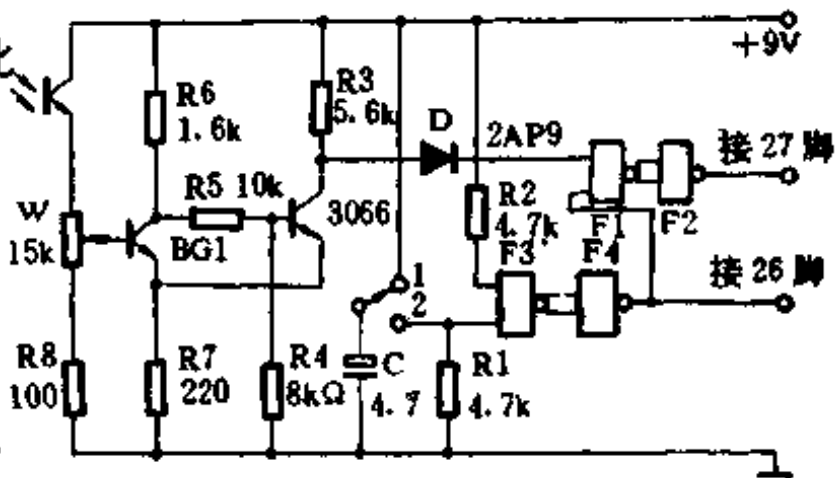 +9V
R6
1.6k
R3
5.6k
D
2AP9
接 27 脚
R5 10k
3066
R2
4.7k
F1
F2
W
15k
BG1
F3
F4
1
2
接 26 脚
R8
100
R7
220
R4
8kΩ
C
4.7
R1
4.7k